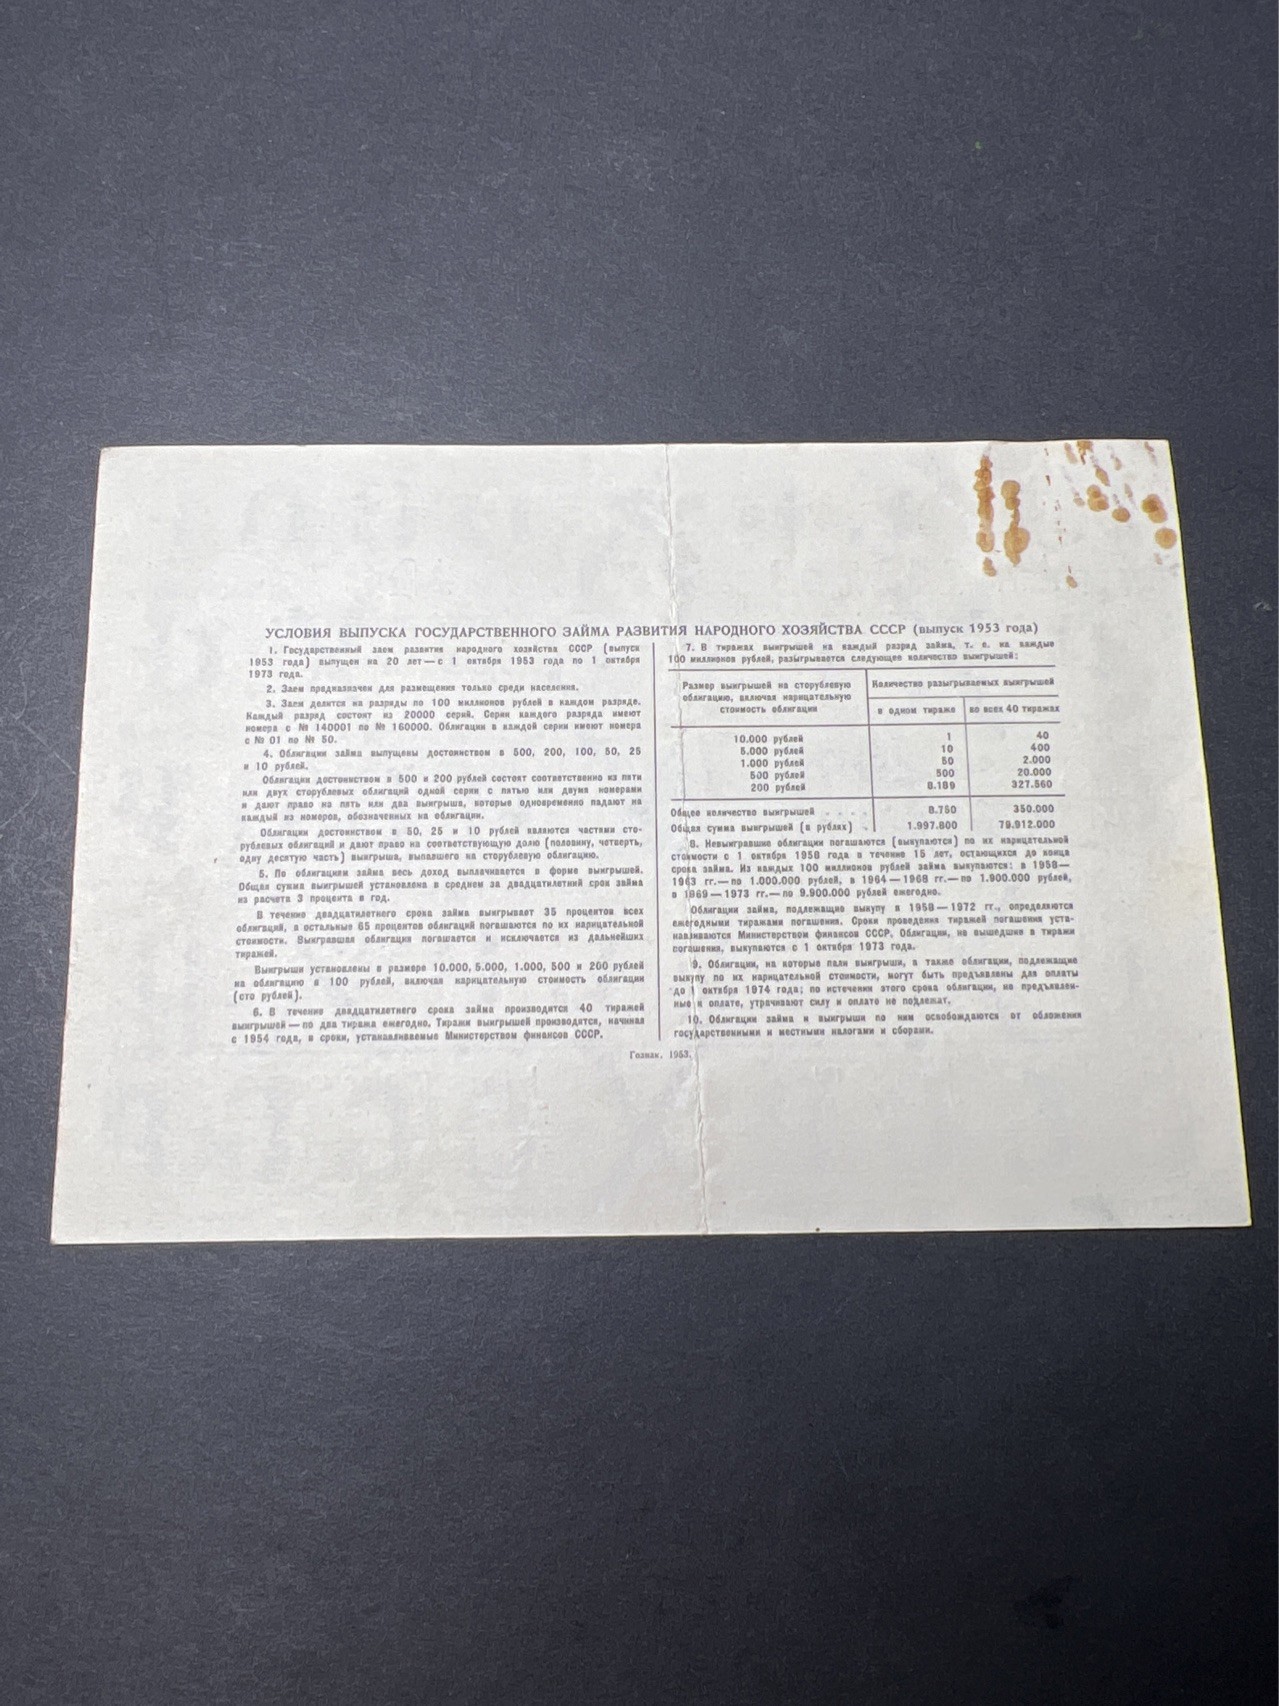 УСЛОВИЯ ВЫПУСКА ГОСУДАРСТВЕННОГО ЗАЙМА РАЗВИТИЯ НАРОДНОГО ХОЗЯЙСТВА СССР (выпуск 1953 года)
1. Государственный заем развития народного хозяйства СССР (выпуск
1953 года) выпущен на 20 лет — с 1 октября 1953 года по 1 октября
1973 года.
2. Заем предназначен для размещения только среди населения.
3. Заем делится на разряды по 100 миллионов рублей в каждом разряде.
Каждый разряд состоит из 20000 серий. Серии каждого разряда имеют
номера с № 140001 по № 160000. Облигации в каждой серии имеют номера
с № 01 по № 50.
4. Облигации займа выпущены достоинством в 500, 200, 100, 50, 25
и 10 рублей.
Облигации достоинством в 500 и 200 рублей состоят соответственно из пяти
или двух сторублевых облигаций одной серии с пятью или двумя номерами
и дают право на пять или два выигрыша, которые одновременно падают на
каждый из номеров, обозначенных на облигации.
Облигации достоинством в 50, 25 и 10 рублей являются частями сто-
рублевых облигаций и дают право на соответствующую долю (половину, четверть,
одну десятую часть) выигрыша, выпавшего на сторублевую облигацию.
5. По облигациям займа весь доход выплачивается в форме выигрышей.
Общая сумма выигрышей установлена в среднем за двадцатилетний срок займа
из расчета 3 процента в год.
В течение двадцатилетнего срока займа выигрывает 35 процентов всех
облигаций, а остальные 65 процентов облигаций погашаются по их нарицательной
стоимости. Выигравшая облигация погашается и исключается из дальнейших
тиражей.
Выигрыши установлены в размере 10.000, 5.000, 1.000, 500 и 200 рублей
на облигацию в 100 рублей, включая нарицательную стоимость облигации
(сто рублей).
6. В течение двадцатилетнего срока займа производится 40 тиражей
выигрышей — по два тиража ежегодно. Тиражи выигрышей производятся, начиная
с 1954 года, в сроки, устанавливаемые Министерством финансов СССР.
7. В тиражах выигрышей на каждый разряд займа, т. е. на каждые
100 миллионов рублей, разыгрывается следующее количество выигрышей:
Размер выигрышей на сторублевую
облигацию, включая нарицательную
стоимость облигации
Количество разыгрываемых выигрышей
в одном тираже
во всех 40 тиражах
10.000 рублей 1 40
5.000 рублей 10 400
1.000 рублей 50 2.000
500 рублей 500 20.000
200 рублей 8.189 327.560
Общее количество выигрышей . . . . 8.750 350.000
Общая сумма выигрышей (в рублях) . 1.997.800 79.912.000
8. Невыигравшие облигации погашаются (выкупаются) по их нарицательной
стоимости с 1 октября 1958 года в течение 15 лет, остающихся до конца
срока займа. Из каждых 100 миллионов рублей займа выкупаются: в 1958—
1963 гг.— по 1.000.000 рублей, в 1964 — 1968 гг.— по 1.900.000 рублей,
в 1969 — 1973 гг.— по 9.900.000 рублей ежегодно.
Облигации займа, подлежащие выкупу в 1958 — 1972 гг., определяются
ежегодными тиражами погашения. Сроки проведения тиражей погашения уста-
навливаются Министерством финансов СССР. Облигации, не вышедшие в тиражи
погашения, выкупаются с 1 октября 1973 года.
9. Облигации, на которые пали выигрыши, а также облигации, подлежащие
выкупу по их нарицательной стоимости, могут быть предъявлены для оплаты
до 1 октября 1974 года; по истечении этого срока облигации, не предъявлен-
ные к оплате, утрачивают силу и оплате не подлежат.
10. Облигации займа и выигрыши по ним освобождаются от обложения
государственными и местными налогами и сборами.
Гознак. 1953.